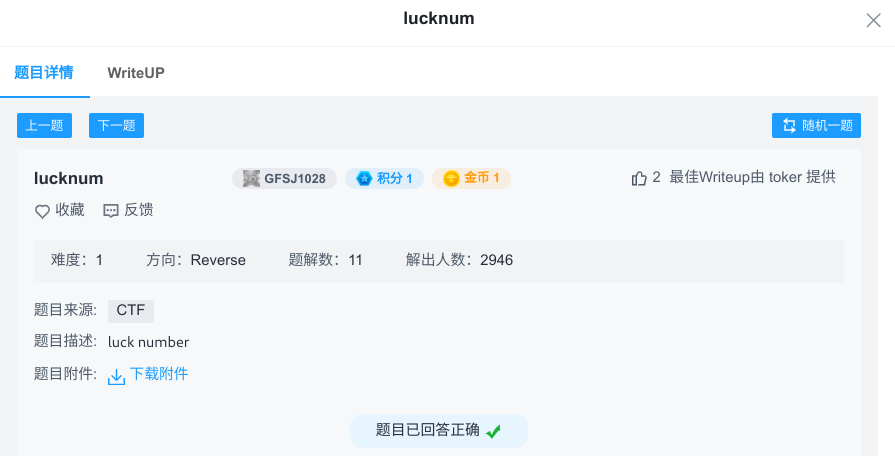 lucknum
题目详情 WriteUP
上一题 下一题 随机一题
lucknum GFSJ1028 积分 1 金币 1 2 最佳Writeup由 toker 提供
收藏 反馈
难度：1 方向：Reverse 题解数：11 解出人数：2946
题目来源: CTF
题目描述: luck number
题目附件: 下载附件
题目已回答正确